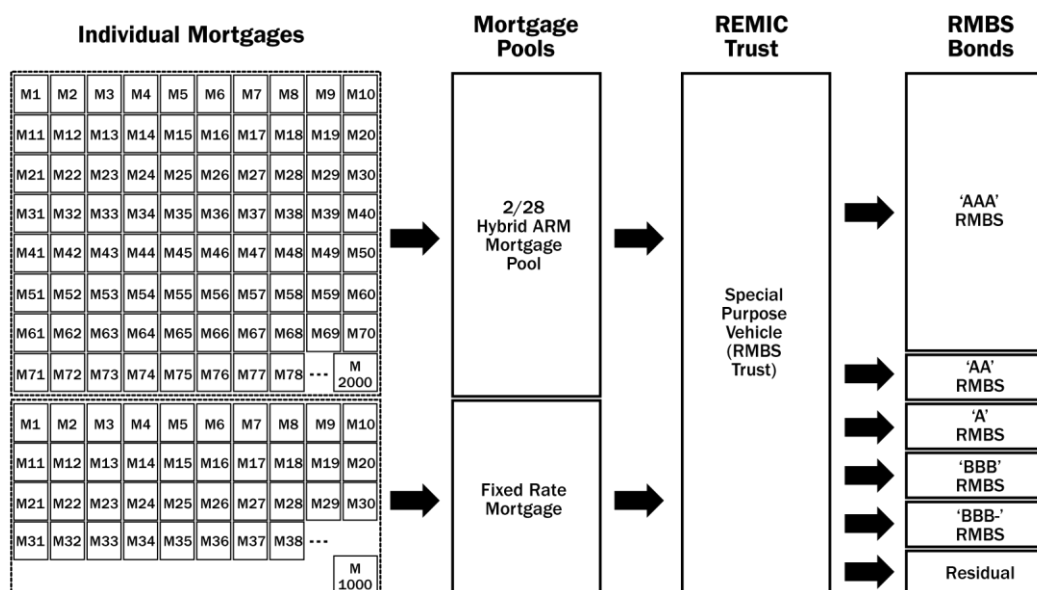 Individual Mortgages
Mortgage
Pools
REMIC
Trust
RMBS
Bonds
M1 M2 M3 M4 M5 M6 M7 M8 M9 M10
M11 M12 M13 M14 M15 M16 M17 M18 M19 M20
M21 M22 M23 M24 M25 M26 M27 M28 M29 M30
M31 M32 M33 M34 M35 M36 M37 M38 M39 M40
M41 M42 M43 M44 M45 M46 M47 M48 M49 M50
M51 M52 M53 M54 M55 M56 M57 M58 M59 M60
M61 M62 M63 M64 M65 M66 M67 M68 M69 M70
M71 M72 M73 M74 M75 M76 M77 M78 --- M
2000
M1 M2 M3 M4 M5 M6 M7 M8 M9 M10
M11 M12 M13 M14 M15 M16 M17 M18 M19 M20
M21 M22 M23 M24 M25 M26 M27 M28 M29 M30
M31 M32 M33 M34 M35 M36 M37 M38 ---
M
1000
2/28
Hybrid ARM
Mortgage
Pool
Fixed Rate
Mortgage
Special
Purpose
Vehicle
(RMBS
Trust)
‘AAA’
RMBS
‘AA’
RMBS
‘A’
RMBS
‘BBB’
RMBS
‘BBB-’
RMBS
Residual